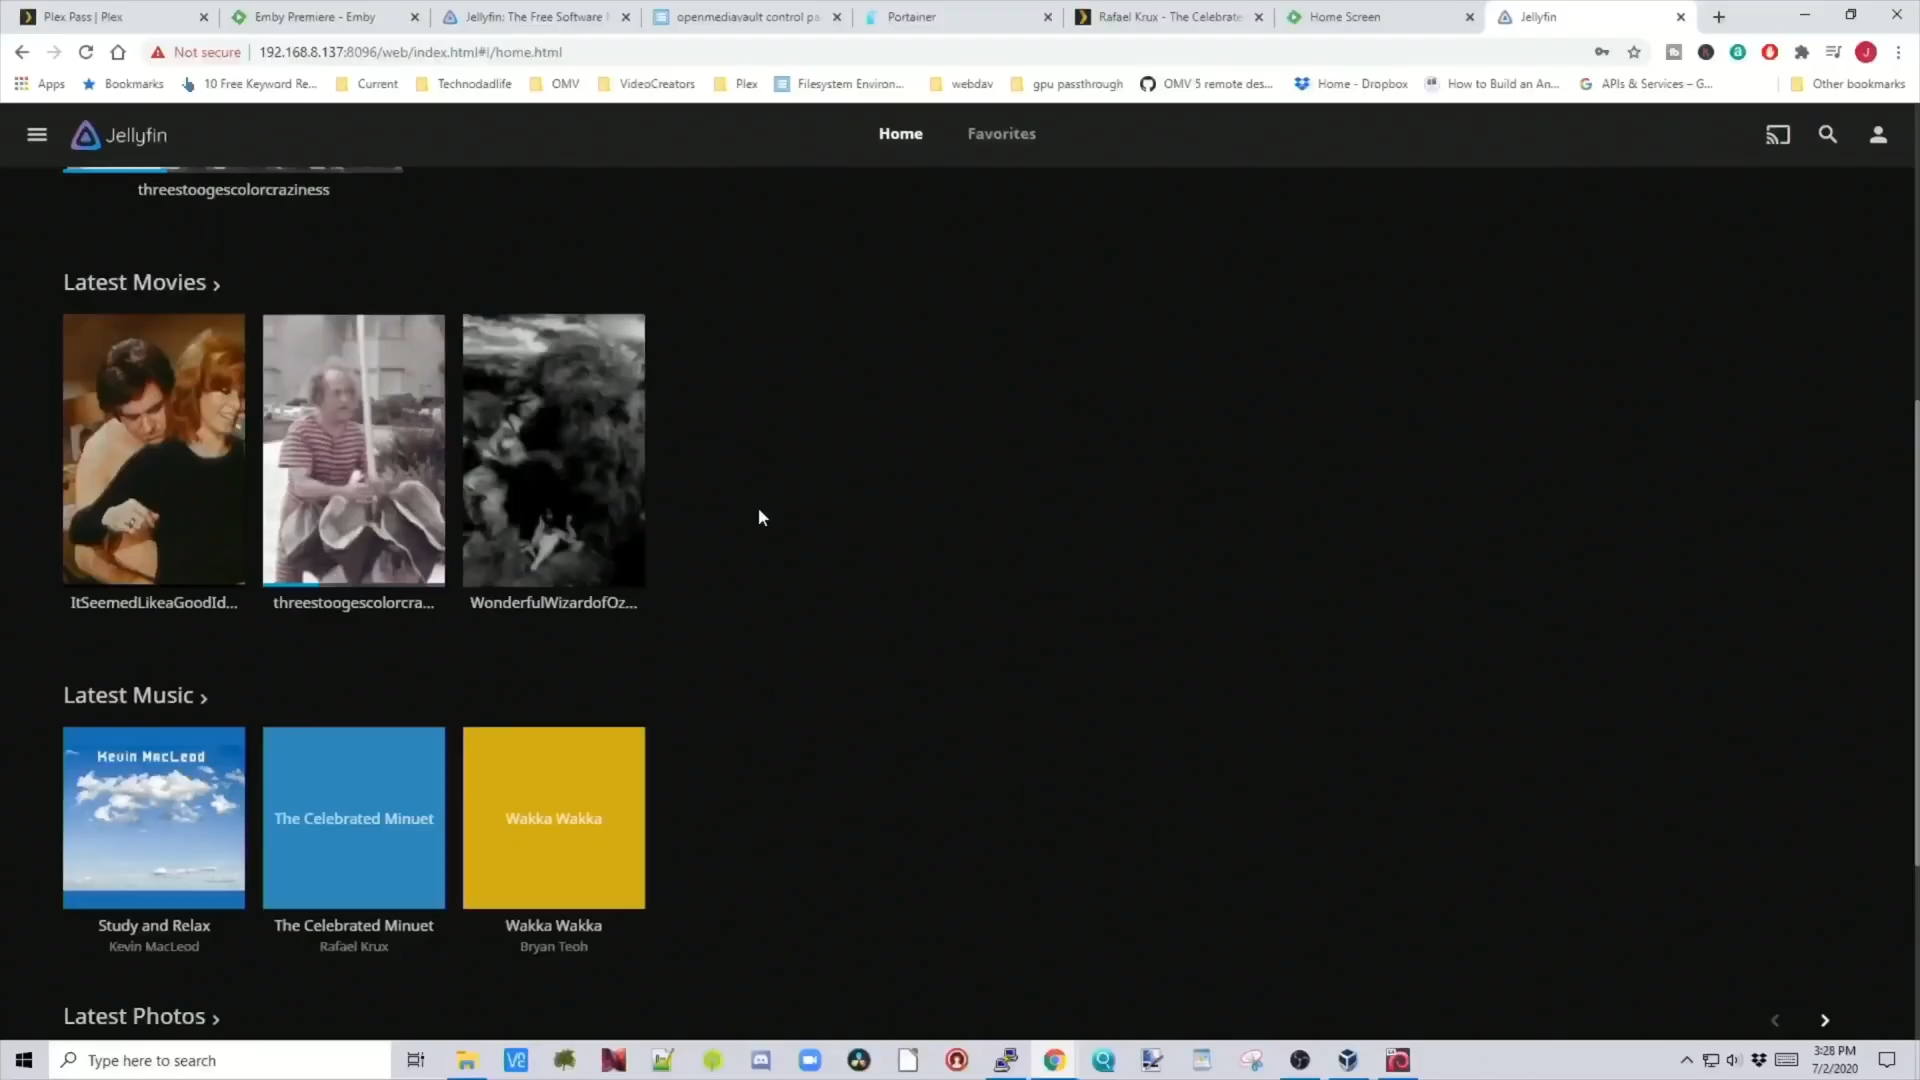 Plex Pass | Plex
Emby Premiere - Emby
Jellyfin: The Free Software
openmediavault control pa
Portainer
Rafael Krux - The Celebrate
Home Screen
Jellyfin
Not secure
192.168.8.137:8096/web/index.html#!/home.html
Apps
Bookmarks
10 Free Keyword Re...
Current
Technodadlife
OMV
VideoCreators
Plex
Filesystem Environ...
webdav
gpu passthrough
OMV 5 remote des...
Home - Dropbox
How to Build an An...
APIs & Services – G...
Other bookmarks
Jellyfin
Home
Favorites
threestoogescolorcraziness
Latest Movies
ItSeemedLikeaGoodId...
threestoogescolorcra...
WonderfulWizardofOz...
Latest Music
Kevin MacLeod
The Celebrated Minuet
Wakka Wakka
Study and Relax
The Celebrated Minuet
Wakka Wakka
Kevin MacLeod
Rafael Krux
Bryan Teoh
Latest Photos
Type here to search
3:28 PM
7/2/2020